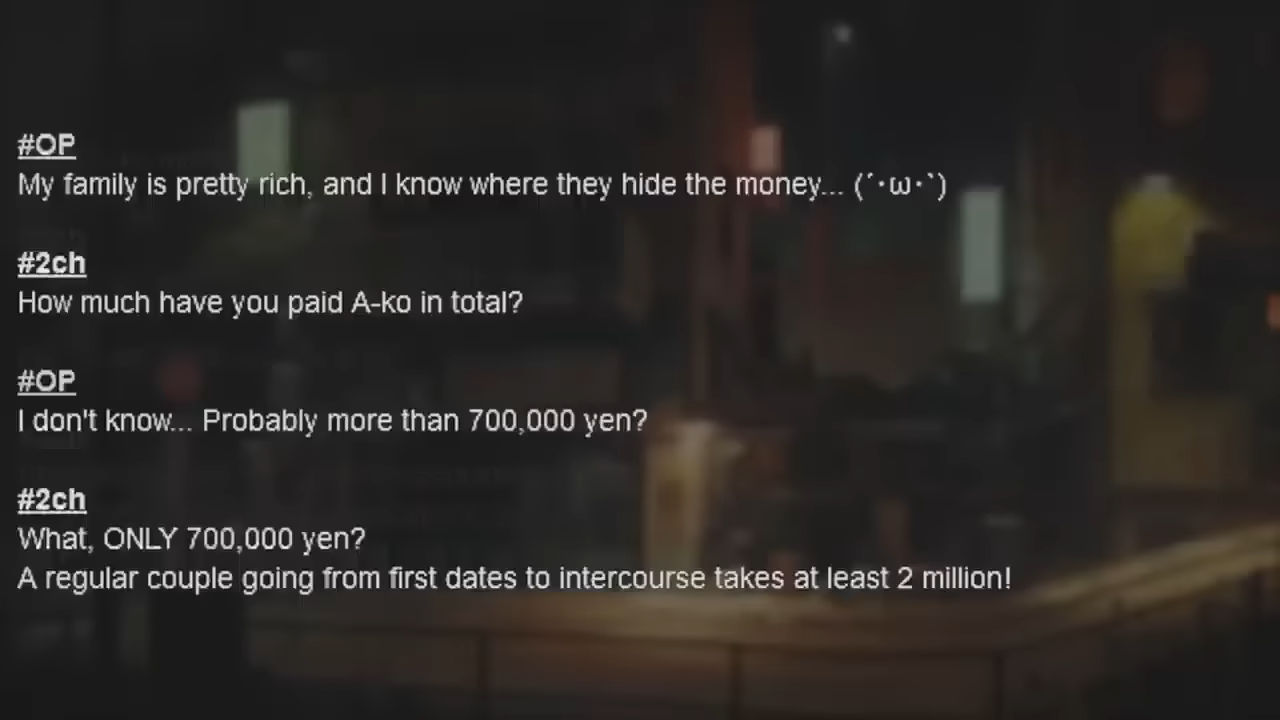 #OP
My family is pretty rich, and I know where they hide the money... (´･ω･`)
#2ch
How much have you paid A-ko in total?
#OP
I don't know... Probably more than 700,000 yen?
#2ch
What, ONLY 700,000 yen?
A regular couple going from first dates to intercourse takes at least 2 million!